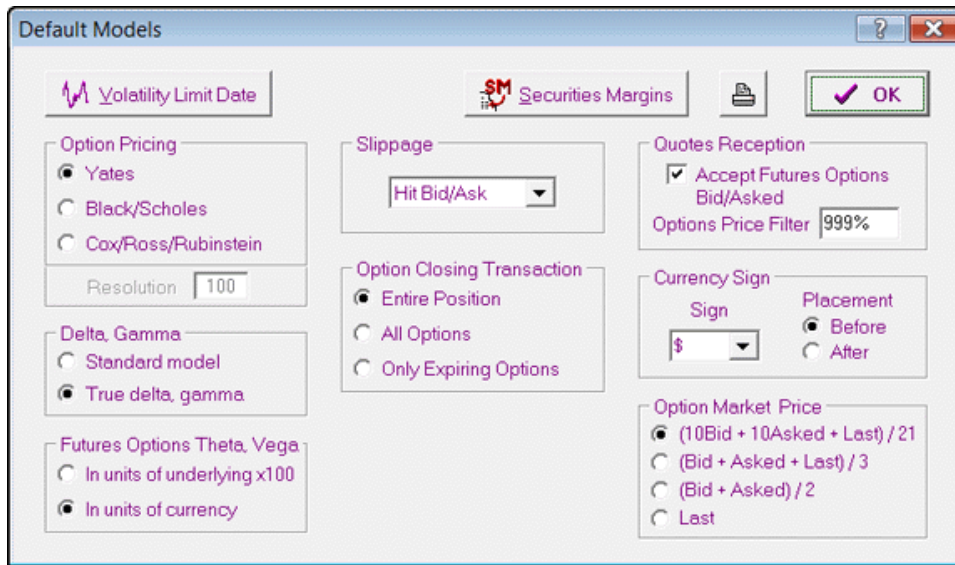 Default Models
Volatility Limit Date
SM Securities Margins
OK
Option Pricing
Yates
Black/Scholes
Cox/Ross/Rubinstein
Resolution 100
Delta, Gamma
Standard model
True delta, gamma
Futures Options Theta, Vega
In units of underlying x100
In units of currency
Slippage
Hit Bid/Ask
Option Closing Transaction
Entire Position
All Options
Only Expiring Options
Quotes Reception
Accept Futures Options
Bid/Asked
Options Price Filter 999%
Currency Sign
Sign
$
Placement
Before
After
Option Market Price
(10Bid + 10Asked + Last) / 21
(Bid + Asked + Last) / 3
(Bid + Asked) / 2
Last